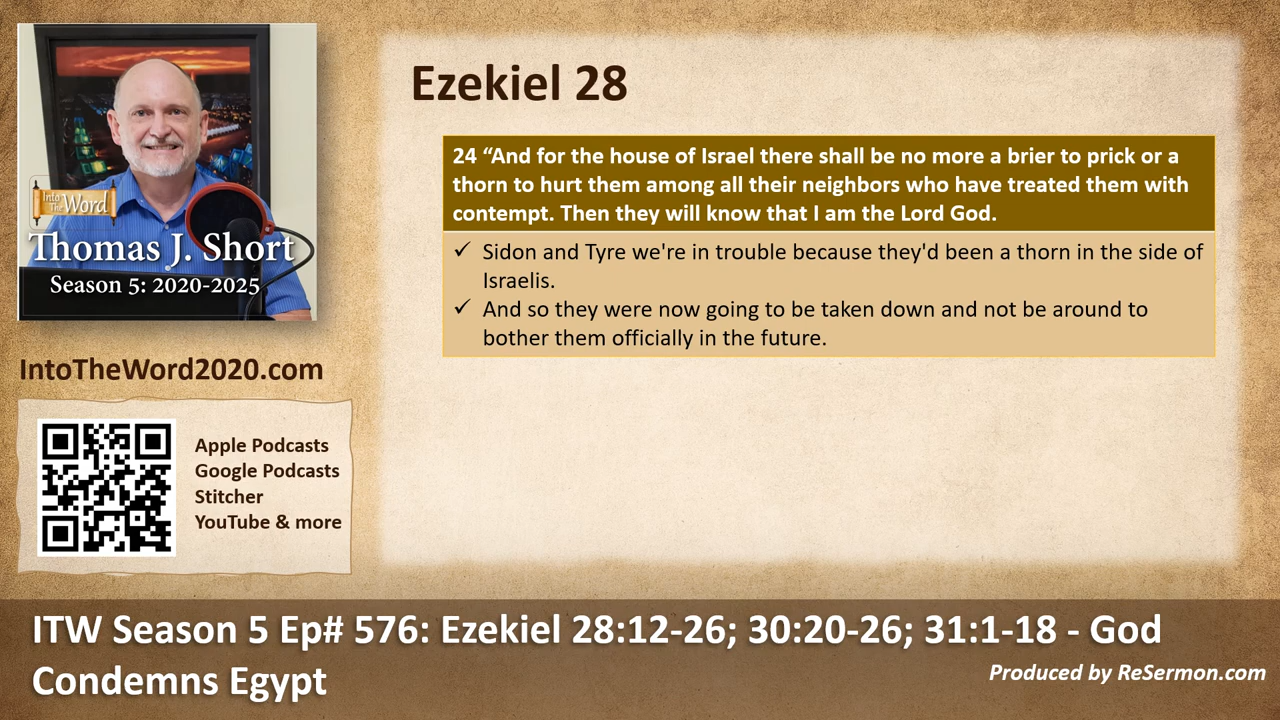 Into
The Word
Thomas J. Short
Season 5: 2020-2025
IntoTheWord2020.com
Apple Podcasts
Google Podcasts
Stitcher
YouTube & more
Ezekiel 28
24 “And for the house of Israel there shall be no more a brier to prick or a
thorn to hurt them among all their neighbors who have treated them with
contempt. Then they will know that I am the Lord God.
✓ Sidon and Tyre we're in trouble because they'd been a thorn in the side of
Israelis.
✓ And so they were now going to be taken down and not be around to
bother them officially in the future.
ITW Season 5 Ep# 576: Ezekiel 28:12-26; 30:20-26; 31:1-18 - God
Condemns Egypt
Produced by ReSermon.com